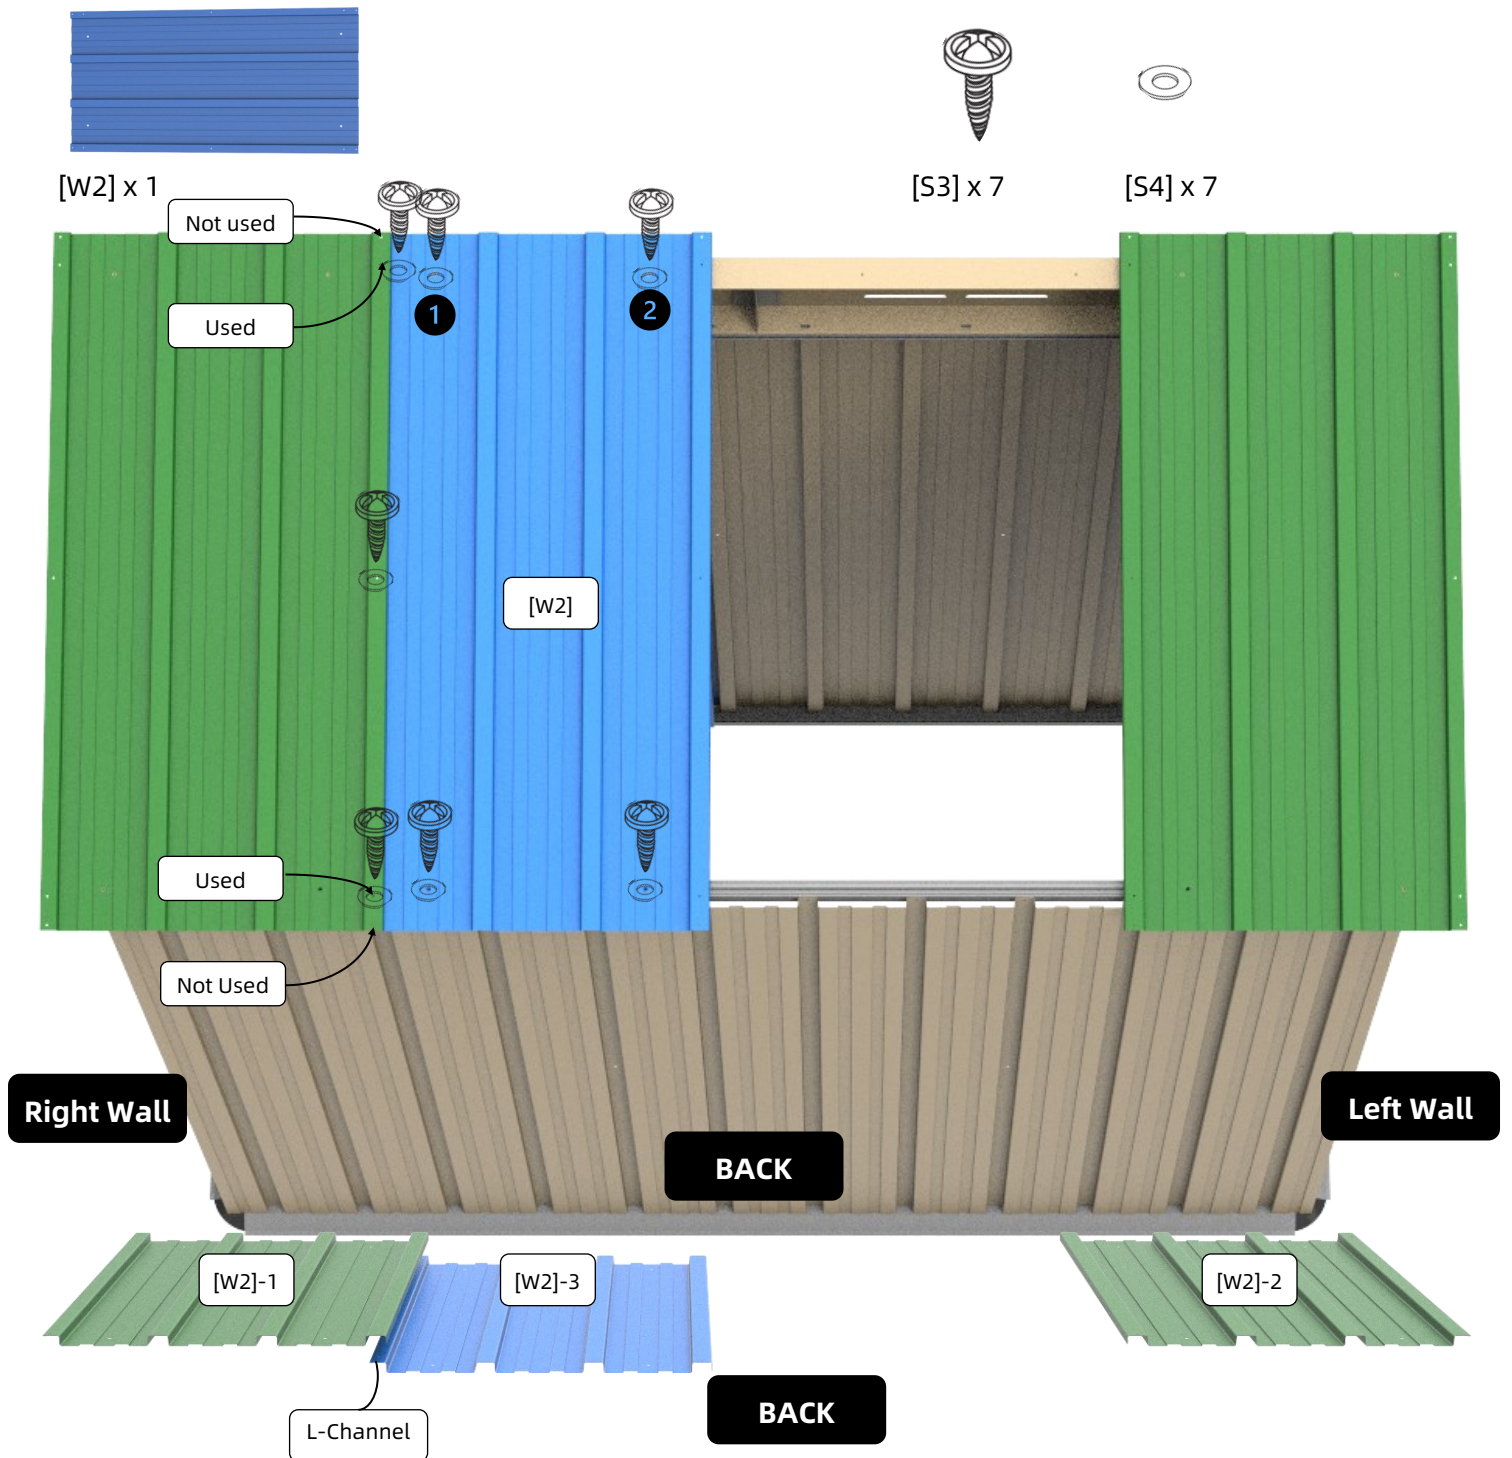 [W2] x 1
[S3] x 7
[S4] x 7
Not used
Used
1
2
[W2]
Used
Not Used
Right Wall
Left Wall
BACK
[W2]-1
[W2]-3
[W2]-2
BACK
L-Channel